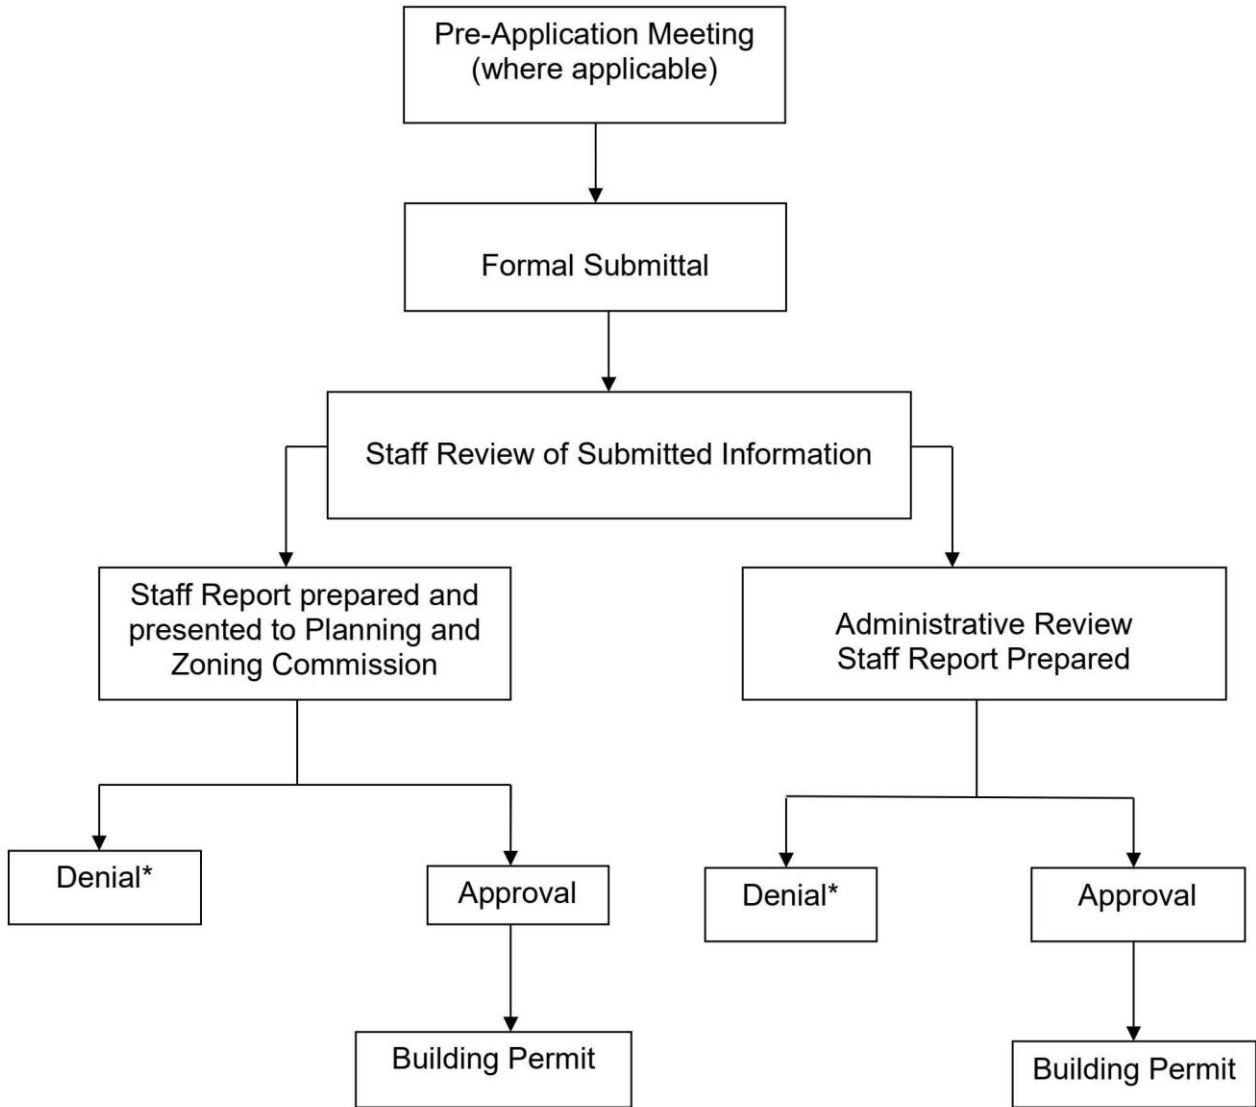 Pre-Application Meeting
(where applicable)
Formal Submittal
Staff Review of Submitted Information
Staff Report prepared and
presented to Planning and
Zoning Commission
Administrative Review
Staff Report Prepared
Denial*
Approval
Denial*
Approval
Building Permit
Building Permit